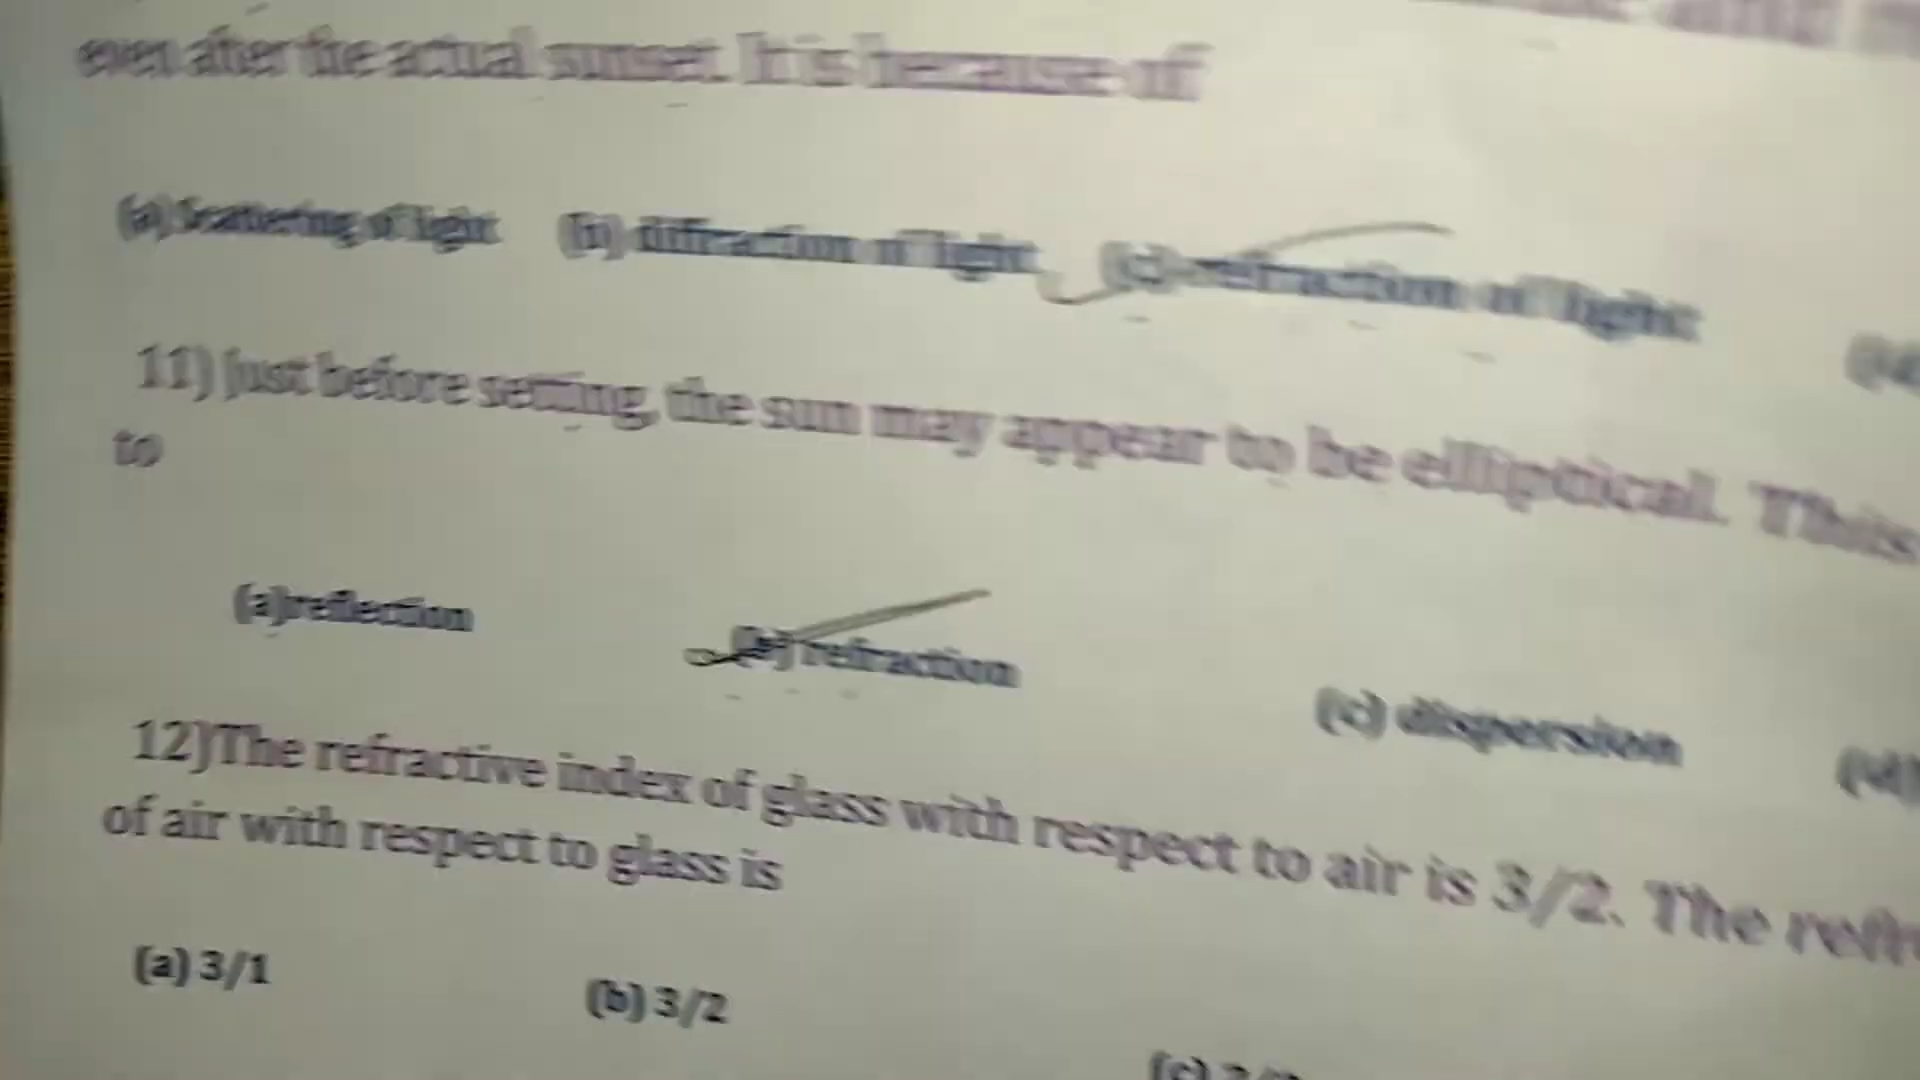 even after the actual sunset. It is because of
(a) Scattering of light (b) diffraction of light (c) refraction of light
11) Just before setting, the sun may appear to be elliptical. This
to
(a)reflection (b) refraction (c) dispersion (d)
12)The refractive index of glass with respect to air is 3/2. The
of air with respect to glass is
(a) 3/1 (b) 3/2 (c)